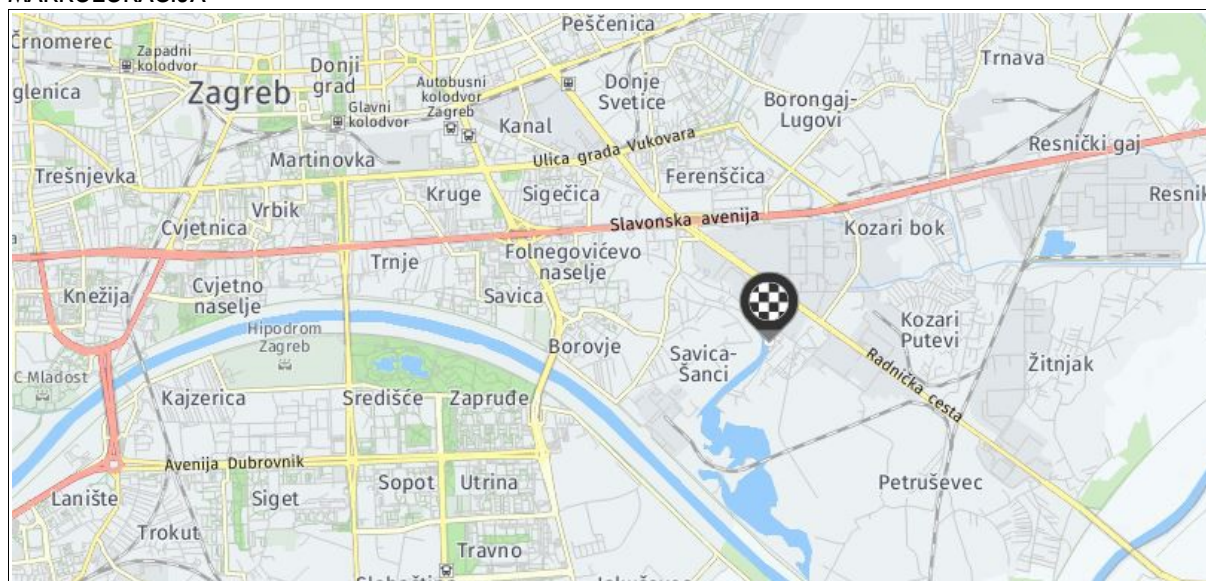 MAKROLOKACIJA
Peščenica
Črnomerec
Zapadni
kolodvor
Donji
grad
Trnava
glenica
Zagreb
Autobusni
kolodvor
Zagreb
Donje
Svetice
Borongaj-
Lugovi
Glavni
kolodvor
Kanal
Resnički gaj
Martinovka
Ulica grada Vukovara
Trešnjevka
Kruge
Sigečica
Ferenščica
Resnik
Vrbik
Cvjetnica
Slavonska avenija
Kozari bok
Trnje
Folnegovićevo
naselje
Knežija
Cvjetno
naselje
Savica
Hipodrom
Zagreb
Borovje
Savica-
Šanci
Kozari
Putevi
Žitnjak
C Mladost
Kajzerica
Središće
Zapruđe
Radnička cesta
Avenija Dubrovnik
Lanište
Siget
Sopot
Utrina
Petruševec
Trokut
Travno